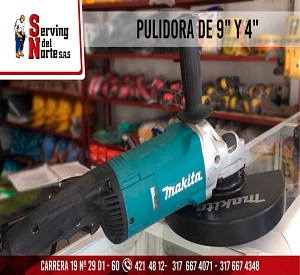 Serving
del
Norte S.A.S
PULIDORA DE 9" Y 4"
makita
makita
CARRERA 19 Nº 29 D1 - 60 421 48 12- 317 667 4071 - 317 667 4348